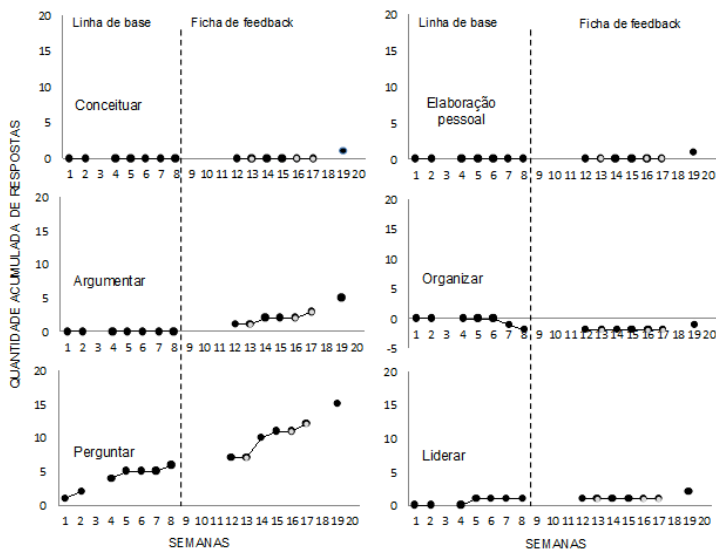 QUANTIDADE ACUMULADA DE RESPOSTAS
Linha de base Ficha de feedback
20
15
10
5
0
Conceituar
1 2 3 4 5 6 7 8 9 10 11 12 13 14 15 16 17 18 19 20
20
15
10
5
0
Argumentar
1 2 3 4 5 6 7 8 9 10 11 12 13 14 15 16 17 18 19 20
20
15
10
5
0
Perguntar
1 2 3 4 5 6 7 8 9 10 11 12 13 14 15 16 17 18 19 20
SEMANAS
Linha de base Ficha de feedback
20
15
10
5
0
Elaboração
pessoal
1 2 3 4 5 6 7 8 9 10 11 12 13 14 15 16 17 18 19 20
20
15
10
5
0
-5
Organizar
1 2 3 4 5 6 7 8 9 10 11 12 13 14 15 16 17 18 19 20
20
15
10
5
0
Liderar
1 2 3 4 5 6 7 8 9 10 11 12 13 14 15 16 17 18 19 20
SEMANAS